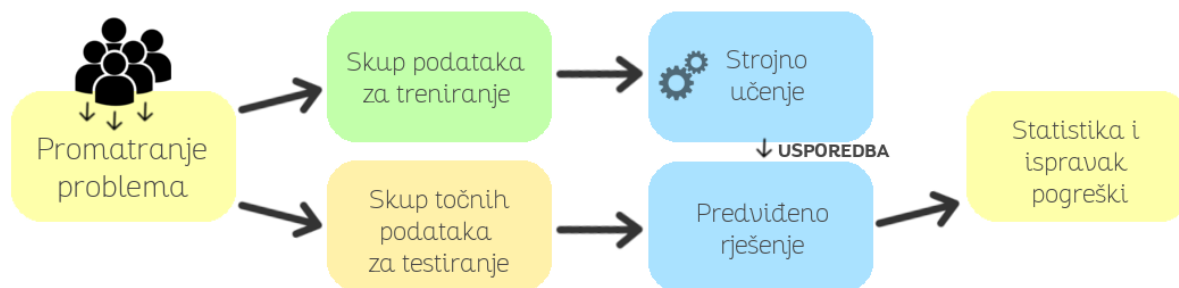 Promatranje
problema
Skup podataka
za treniranje
Strojno
učenje
USPOREDBA
Skup točnih
podataka
za testiranje
Predviđeno
rješenje
Statistika i
ispravak
pogreški